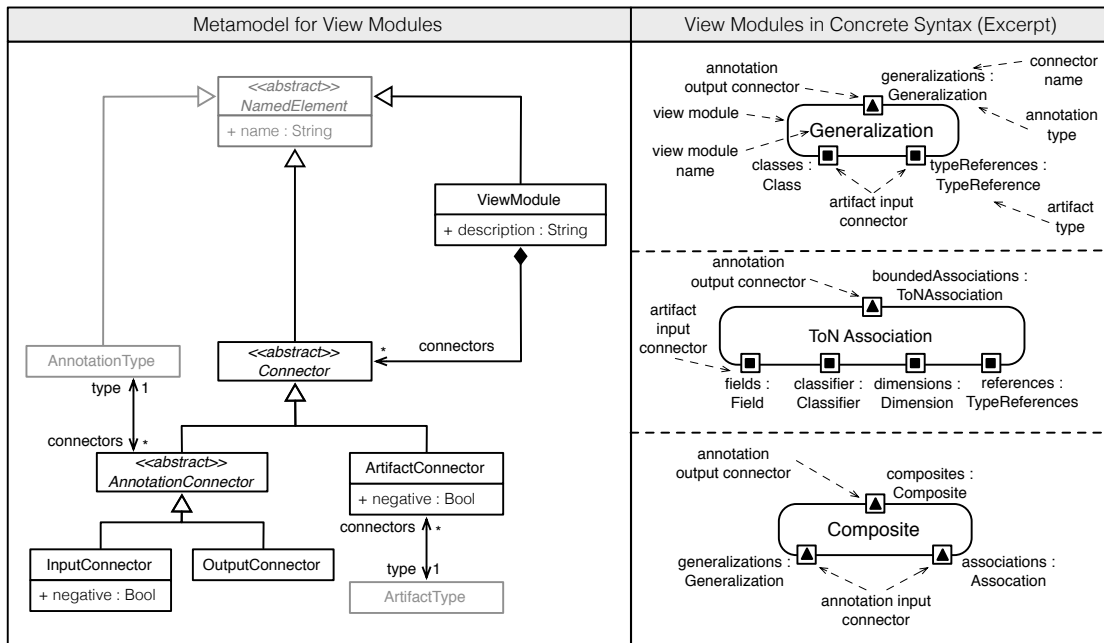 Metamodel for View Modules
<<abstract>>
NamedElement
+ name : String
ViewModule
+ description : String
AnnotationType
<<abstract>>
Connector
*
connectors
type
1
connectors
*
<<abstract>>
AnnotationConnector
ArtifactConnector
+ negative : Bool
connectors
*
InputConnector
+ negative : Bool
OutputConnector
type
1
ArtifactType
View Modules in Concrete Syntax (Excerpt)
annotation
output connector
generalizations :
Generalization
connector
name
view module
Generalization
annotation
type
view module
name
classes :
Class
typeReferences :
TypeReference
artifact input
connector
artifact
type
annotation
output connector
boundedAssociations :
ToNAssociation
artifact
input
connector
ToN Association
fields :
Field
classifier :
Classifier
dimensions :
Dimension
references :
TypeReferences
annotation
output connector
composites :
Composite
Composite
generalizations :
Generalization
associations :
Assocation
annotation input
connector